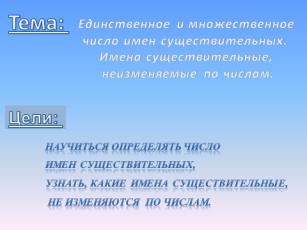 Тема: Единственное и множественное
число имен существительных.
Имена существительные,
неизменяемые по числам.
Цели:
НАУЧИТЬСЯ ОПРЕДЕЛЯТЬ ЧИСЛО
ИМЕН СУЩЕСТВИТЕЛЬНЫХ,
УЗНАТЬ, КАКИЕ ИМЕНА СУЩЕСТВИТЕЛЬНЫЕ,
НЕ ИЗМЕНЯЮТСЯ ПО ЧИСЛАМ.